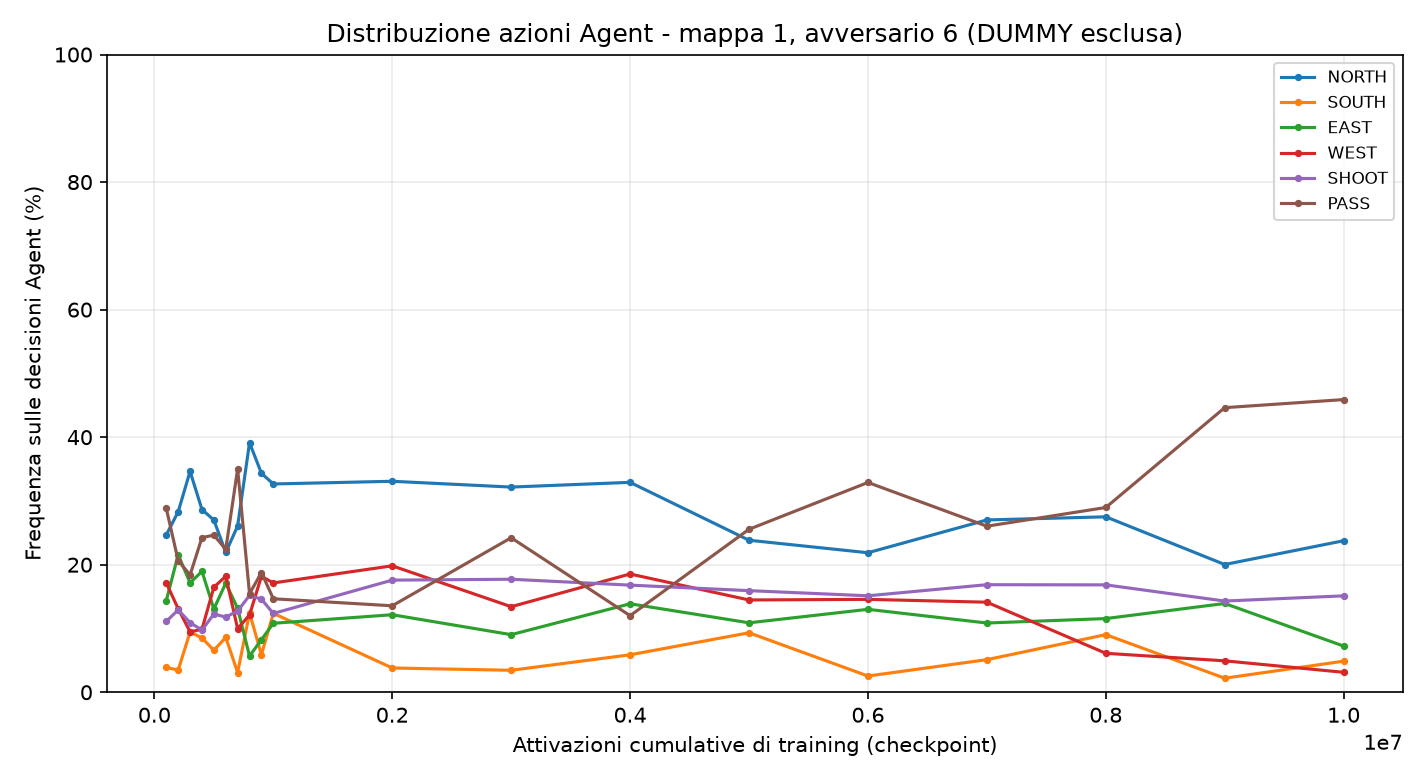 Distribuzione azioni Agent - mappa 1, avversario 6 (DUMMY esclusa)
Frequenza sulle decisioni Agent (%)
100
80
60
40
20
0
NORTH
SOUTH
EAST
WEST
SHOOT
PASS
0.0 0.2 0.4 0.6 0.8 1.0
1e7
Attivazioni cumulative di training (checkpoint)